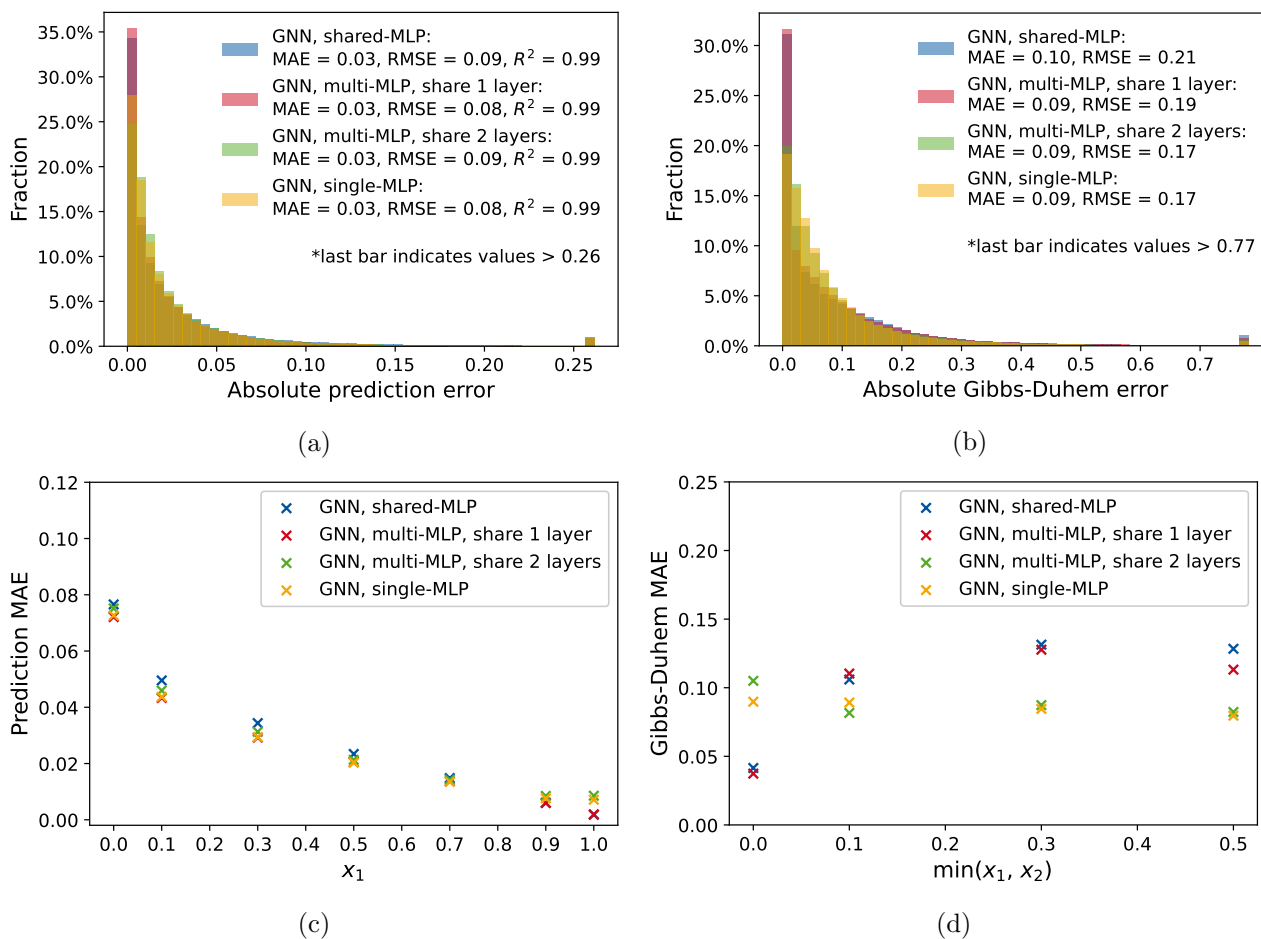 35.0%
30.0%
25.0%
20.0%
15.0%
10.0%
5.0%
0.0%
Fraction
GNN, shared-MLP:
MAE = 0.03, RMSE = 0.09, R² = 0.99
GNN, multi-MLP, share 1 layer:
MAE = 0.03, RMSE = 0.08, R² = 0.99
GNN, multi-MLP, share 2 layers:
MAE = 0.03, RMSE = 0.09, R² = 0.99
GNN, single-MLP:
MAE = 0.03, RMSE = 0.08, R² = 0.99
*last bar indicates values > 0.26
0.00 0.05 0.10 0.15 0.20 0.25
Absolute prediction error
(a)
30.0%
25.0%
20.0%
15.0%
10.0%
5.0%
0.0%
Fraction
GNN, shared-MLP:
MAE = 0.10, RMSE = 0.21
GNN, multi-MLP, share 1 layer:
MAE = 0.09, RMSE = 0.19
GNN, multi-MLP, share 2 layers:
MAE = 0.09, RMSE = 0.17
GNN, single-MLP:
MAE = 0.09, RMSE = 0.17
*last bar indicates values > 0.77
0.0 0.1 0.2 0.3 0.4 0.5 0.6 0.7
Absolute Gibbs-Duhem error
(b)
0.12
0.10
0.08
0.06
0.04
0.02
0.00
Prediction MAE
GNN, shared-MLP
GNN, multi-MLP, share 1 layer
GNN, multi-MLP, share 2 layers
GNN, single-MLP
0.0 0.1 0.2 0.3 0.4 0.5 0.6 0.7 0.8 0.9 1.0
x₁
(c)
0.25
0.20
0.15
0.10
0.05
0.00
Gibbs-Duhem MAE
GNN, shared-MLP
GNN, multi-MLP, share 1 layer
GNN, multi-MLP, share 2 layers
GNN, single-MLP
0.0 0.1 0.2 0.3 0.4 0.5
min(x₁, x₂)
(d)